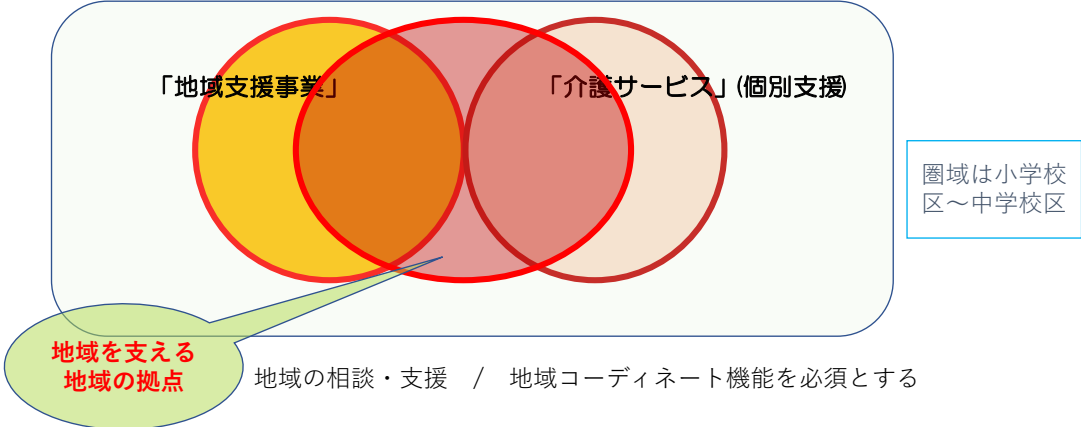 「地域支援事業」
「介護サービス」(個別支援)
圏域は小学校
区～中学校区
地域を支える
地域の拠点
地域の相談・支援　/　地域コーディネート機能を必須とする